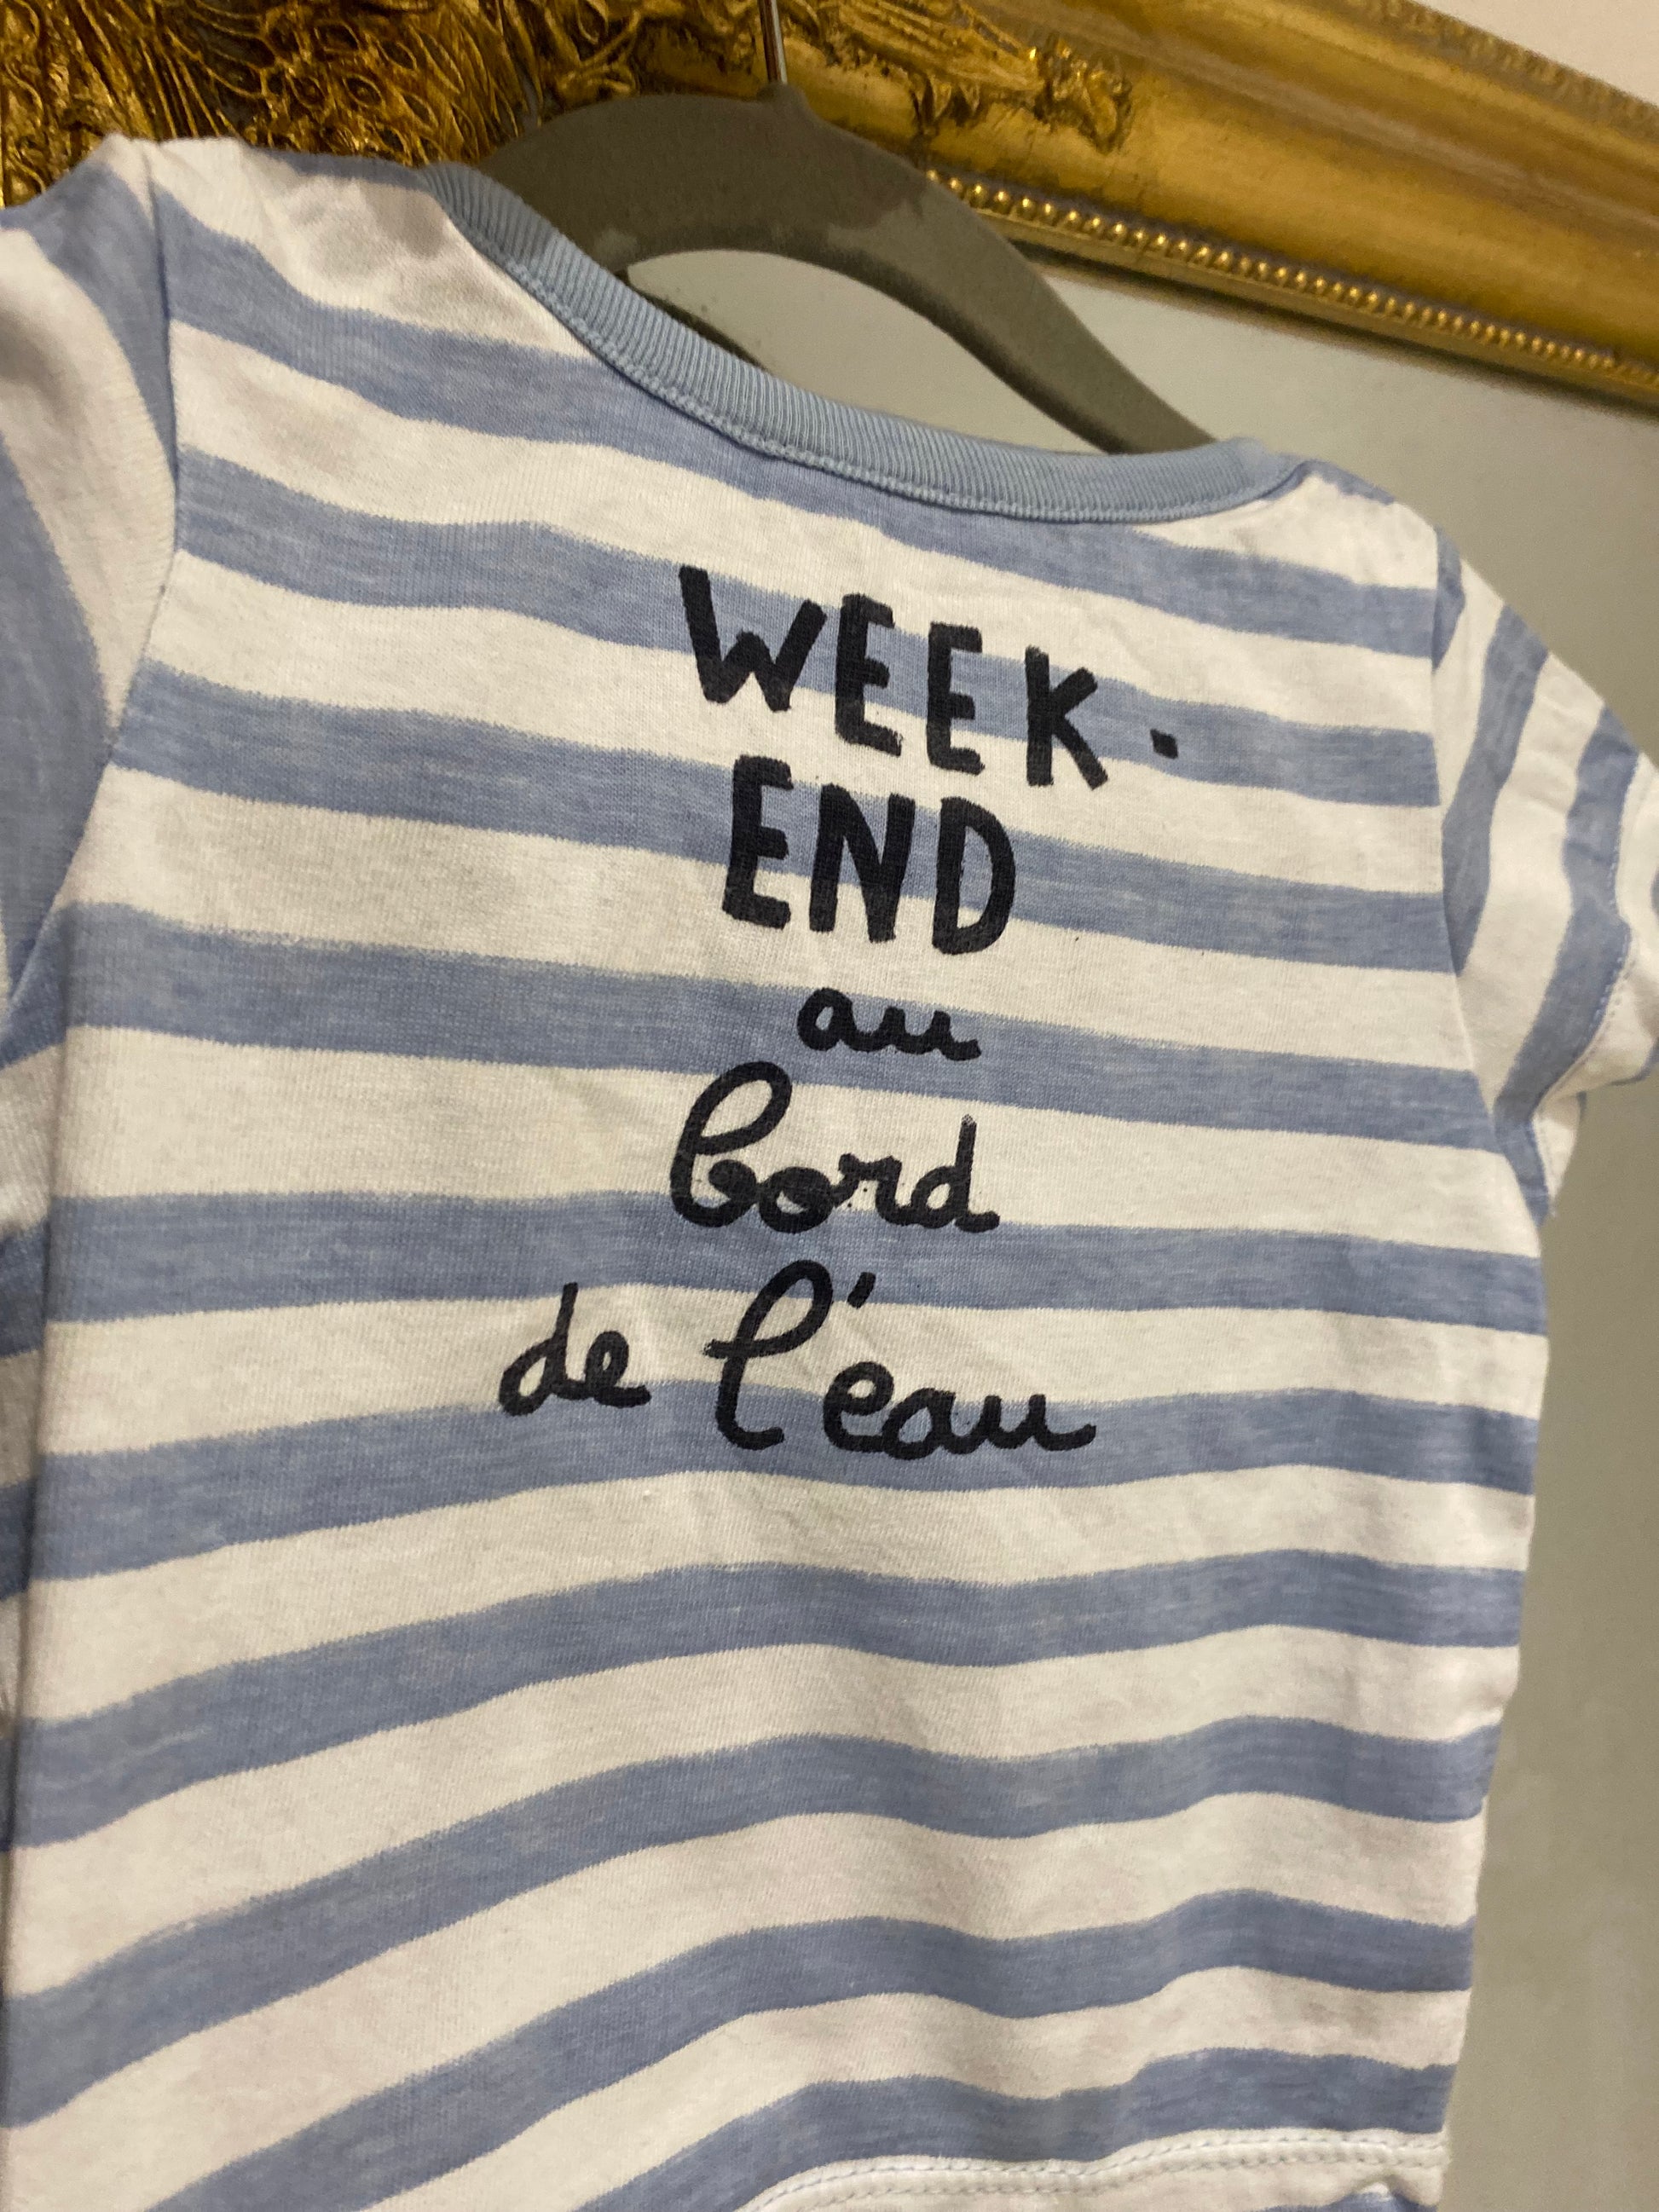 WEEK-
END
au
bord
de l'eau